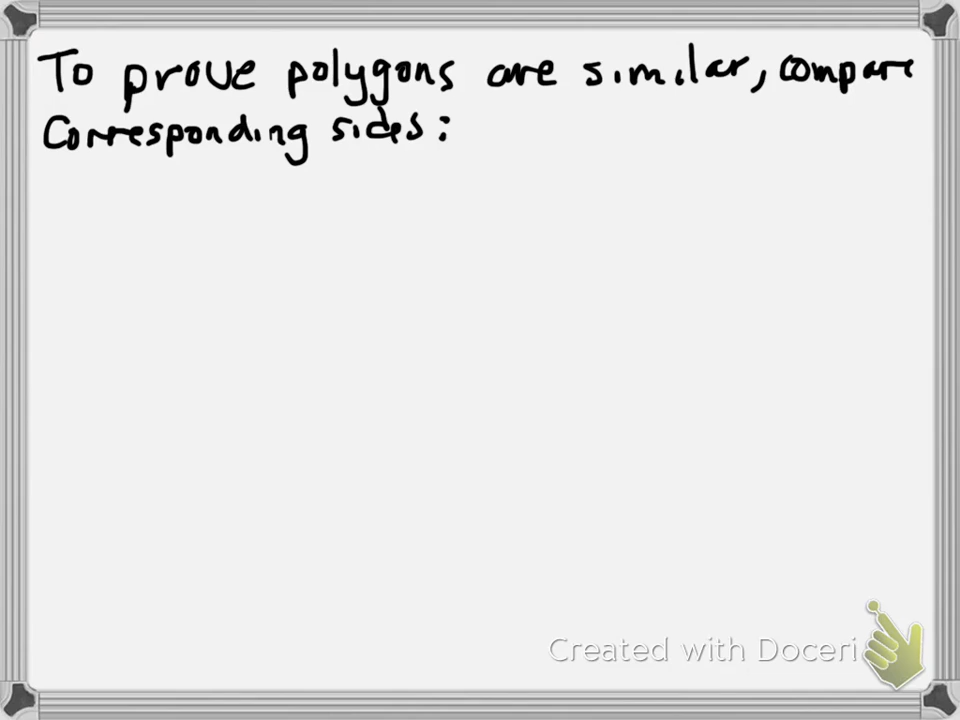 To prove polygons are similar, compare
corresponding sides:
Created with Doceri